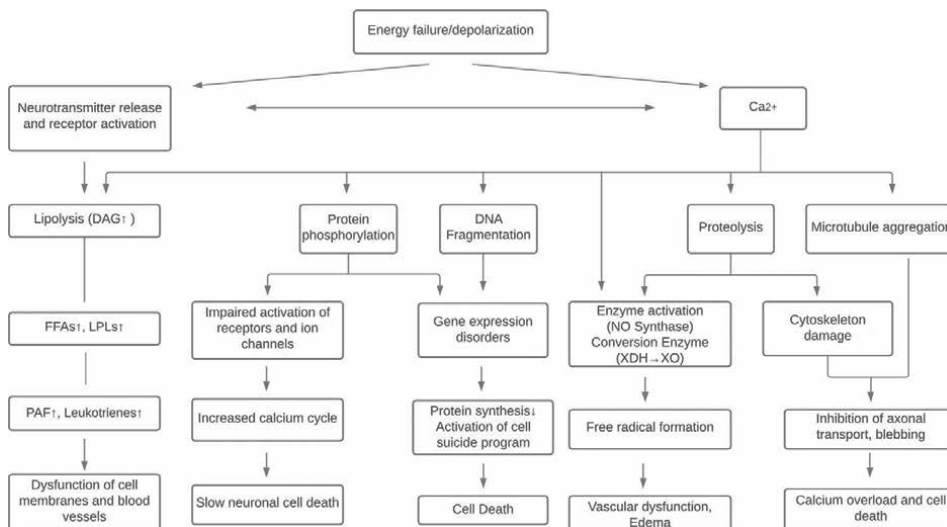 Energy failure/depolarization
Neurotransmitter release
and receptor activation
Ca2+
Lipolysis (DAG↑ )
Protein
phosphorylation
DNA
Fragmentation
Proteolysis
Microtubule aggregation
FFAs↑, LPLs↑
Impaired activation of
receptors and ion
channels
Gene expression
disorders
Enzyme activation
(NO Synthase)
Conversion Enzyme
(XDH→XO)
Cytoskeleton
damage
PAF↑, Leukotrienes↑
Increased calcium cycle
Protein synthesis↓
Activation of cell
suicide program
Free radical formation
Inhibition of axonal
transport, blebbing
Dysfunction of cell
membranes and blood
vessels
Slow neuronal cell death
Cell Death
Vascular dysfunction,
Edema
Calcium overload and cell
death